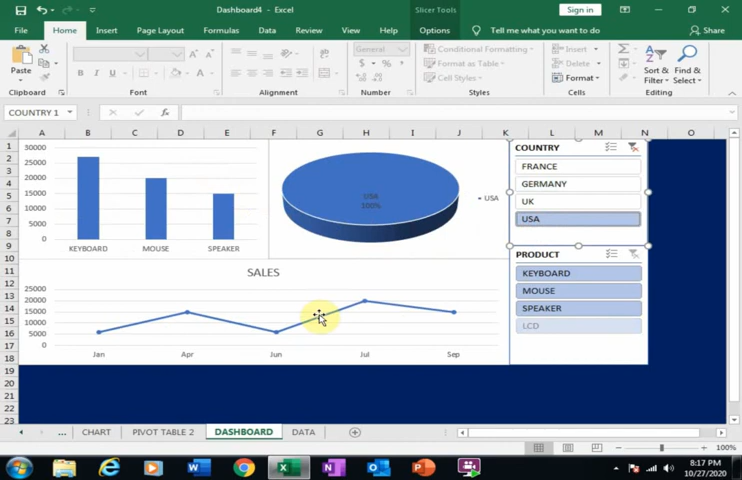 Dashboard4 - Excel
Slicer Tools
Sign in
File
Home
Insert
Page Layout
Formulas
Data
Review
View
Help
Options
Tell me what you want to do
Paste
B I U
General
Conditional Formatting
Format as Table
Cell Styles
Insert
Delete
Format
Sort &
Filter
Find &
Select
Clipboard
Font
Alignment
Number
Styles
Cells
Editing
COUNTRY 1
A B C D E F G H I J K L M N O
1
2
3
4
5
6
7
8
9
10
11
12
13
14
15
16
17
18
19
20
21
22
23
30000
25000
20000
15000
10000
5000
0
KEYBOARD MOUSE SPEAKER
USA
100%
USA
COUNTRY
FRANCE
GERMANY
UK
USA
PRODUCT
KEYBOARD
MOUSE
SPEAKER
LCD
SALES
25000
20000
15000
10000
5000
0
Jan Apr Jun Jul Sep
... CHART PIVOT TABLE 2 DASHBOARD DATA
100%
8:17 PM
10/27/2020